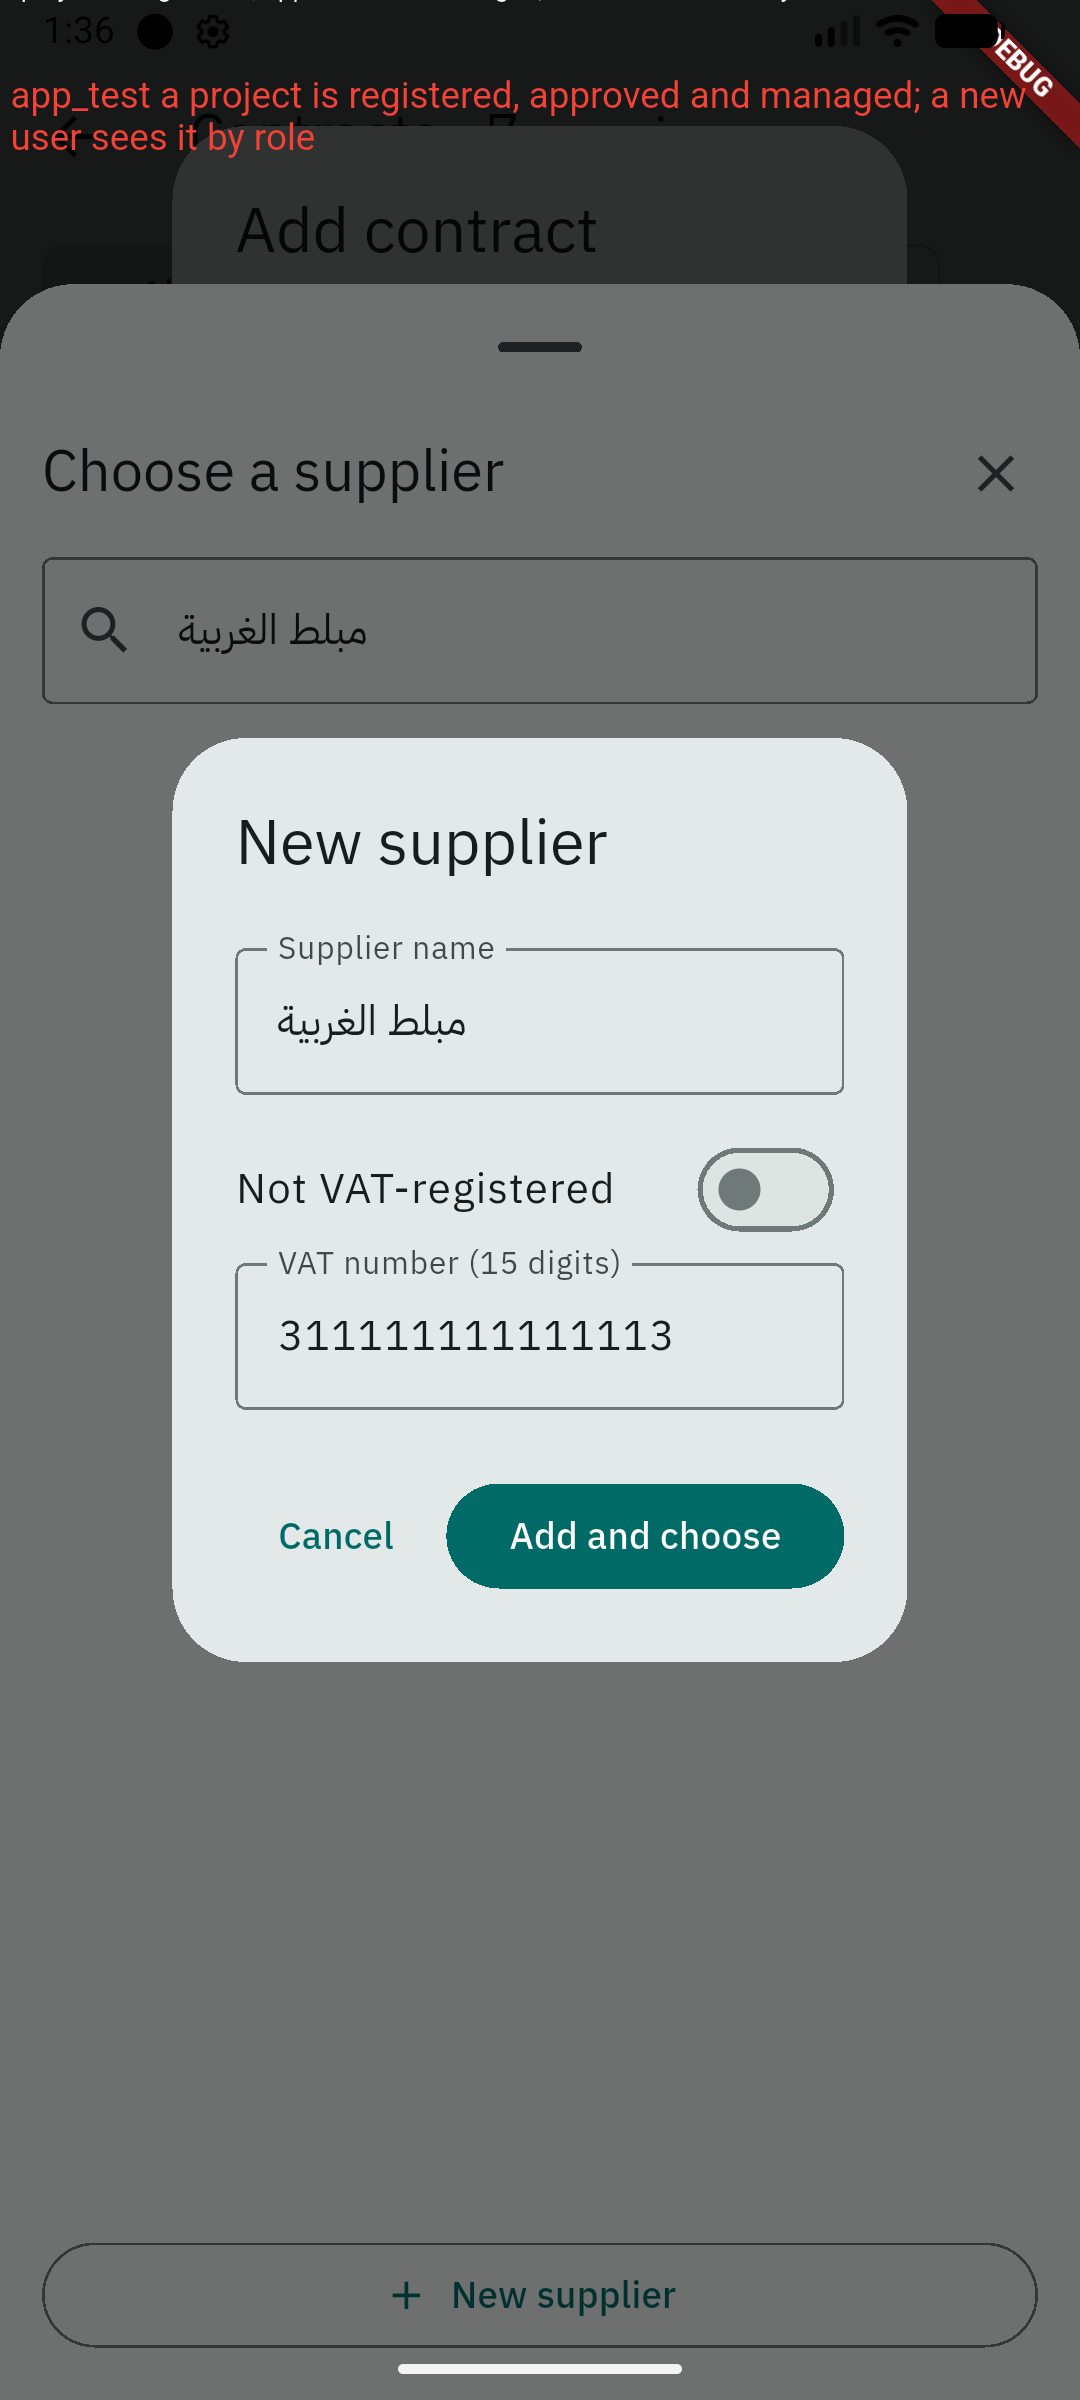 1:36
DEBUG
app_test a project is registered, approved and managed; a new
user sees it by role
Add contract
Choose a supplier
مبلط الغربية
New supplier
Supplier name
مبلط الغربية
Not VAT-registered
VAT number (15 digits)
311111111111113
Cancel
Add and choose
New supplier